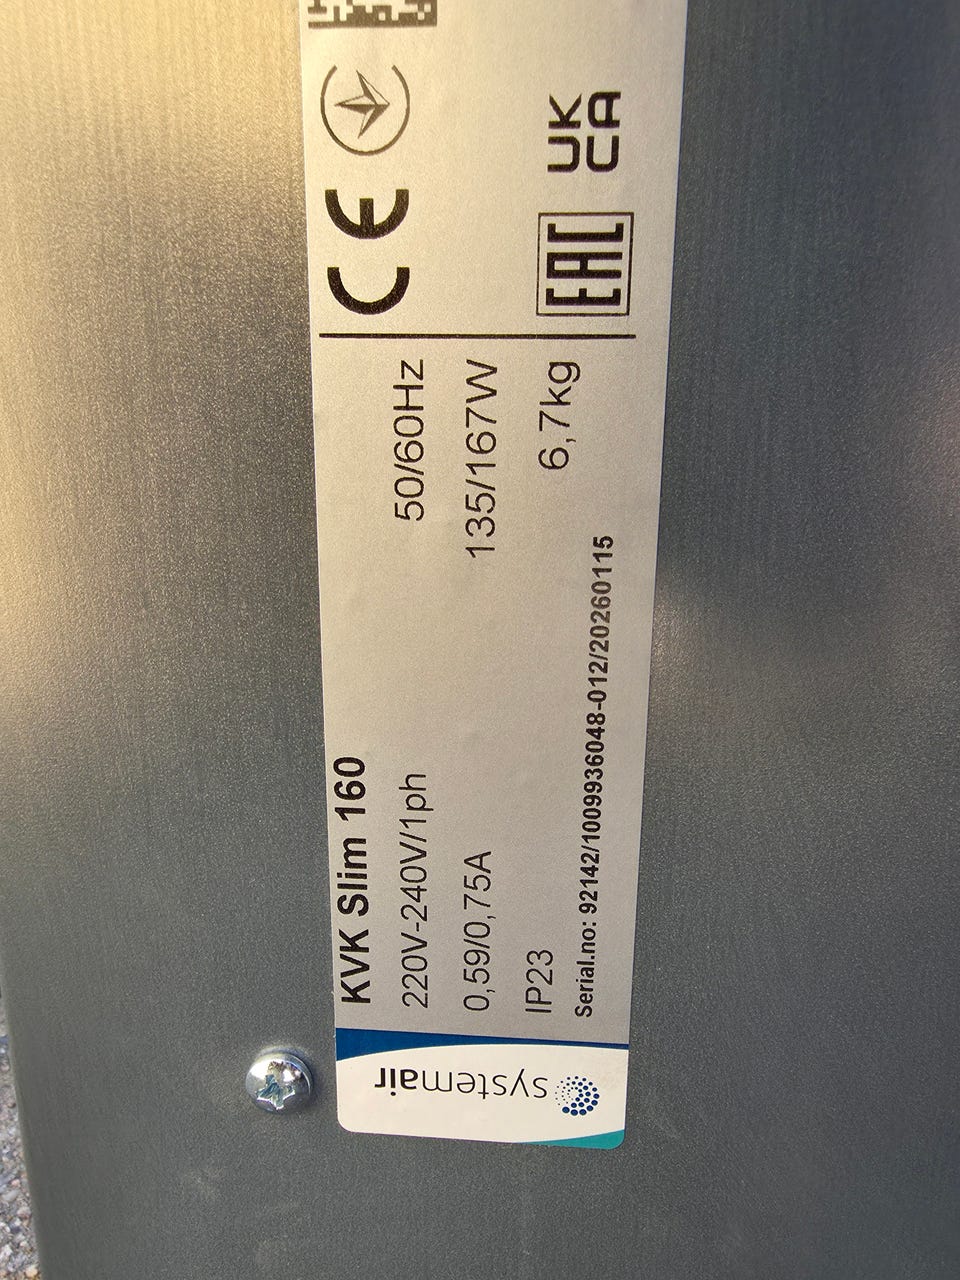 systemair
KVK Slim 160
220V-240V/1ph 50/60Hz
0,59/0,75A 135/167W
IP23 6,7kg
Serial.no: 92142/1009936048-012/20260115
CE
EAC
UK
CA